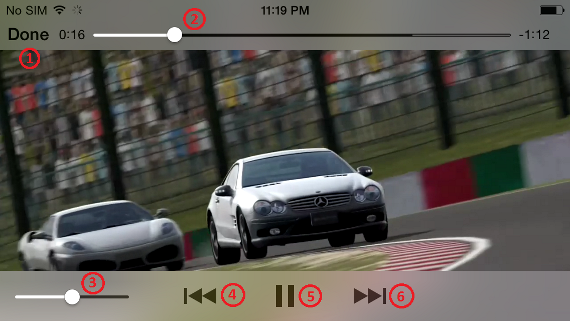 No SIM 11:19 PM
② 
Done 0:16 -1:12
①
③
④ ⑤ ⑥